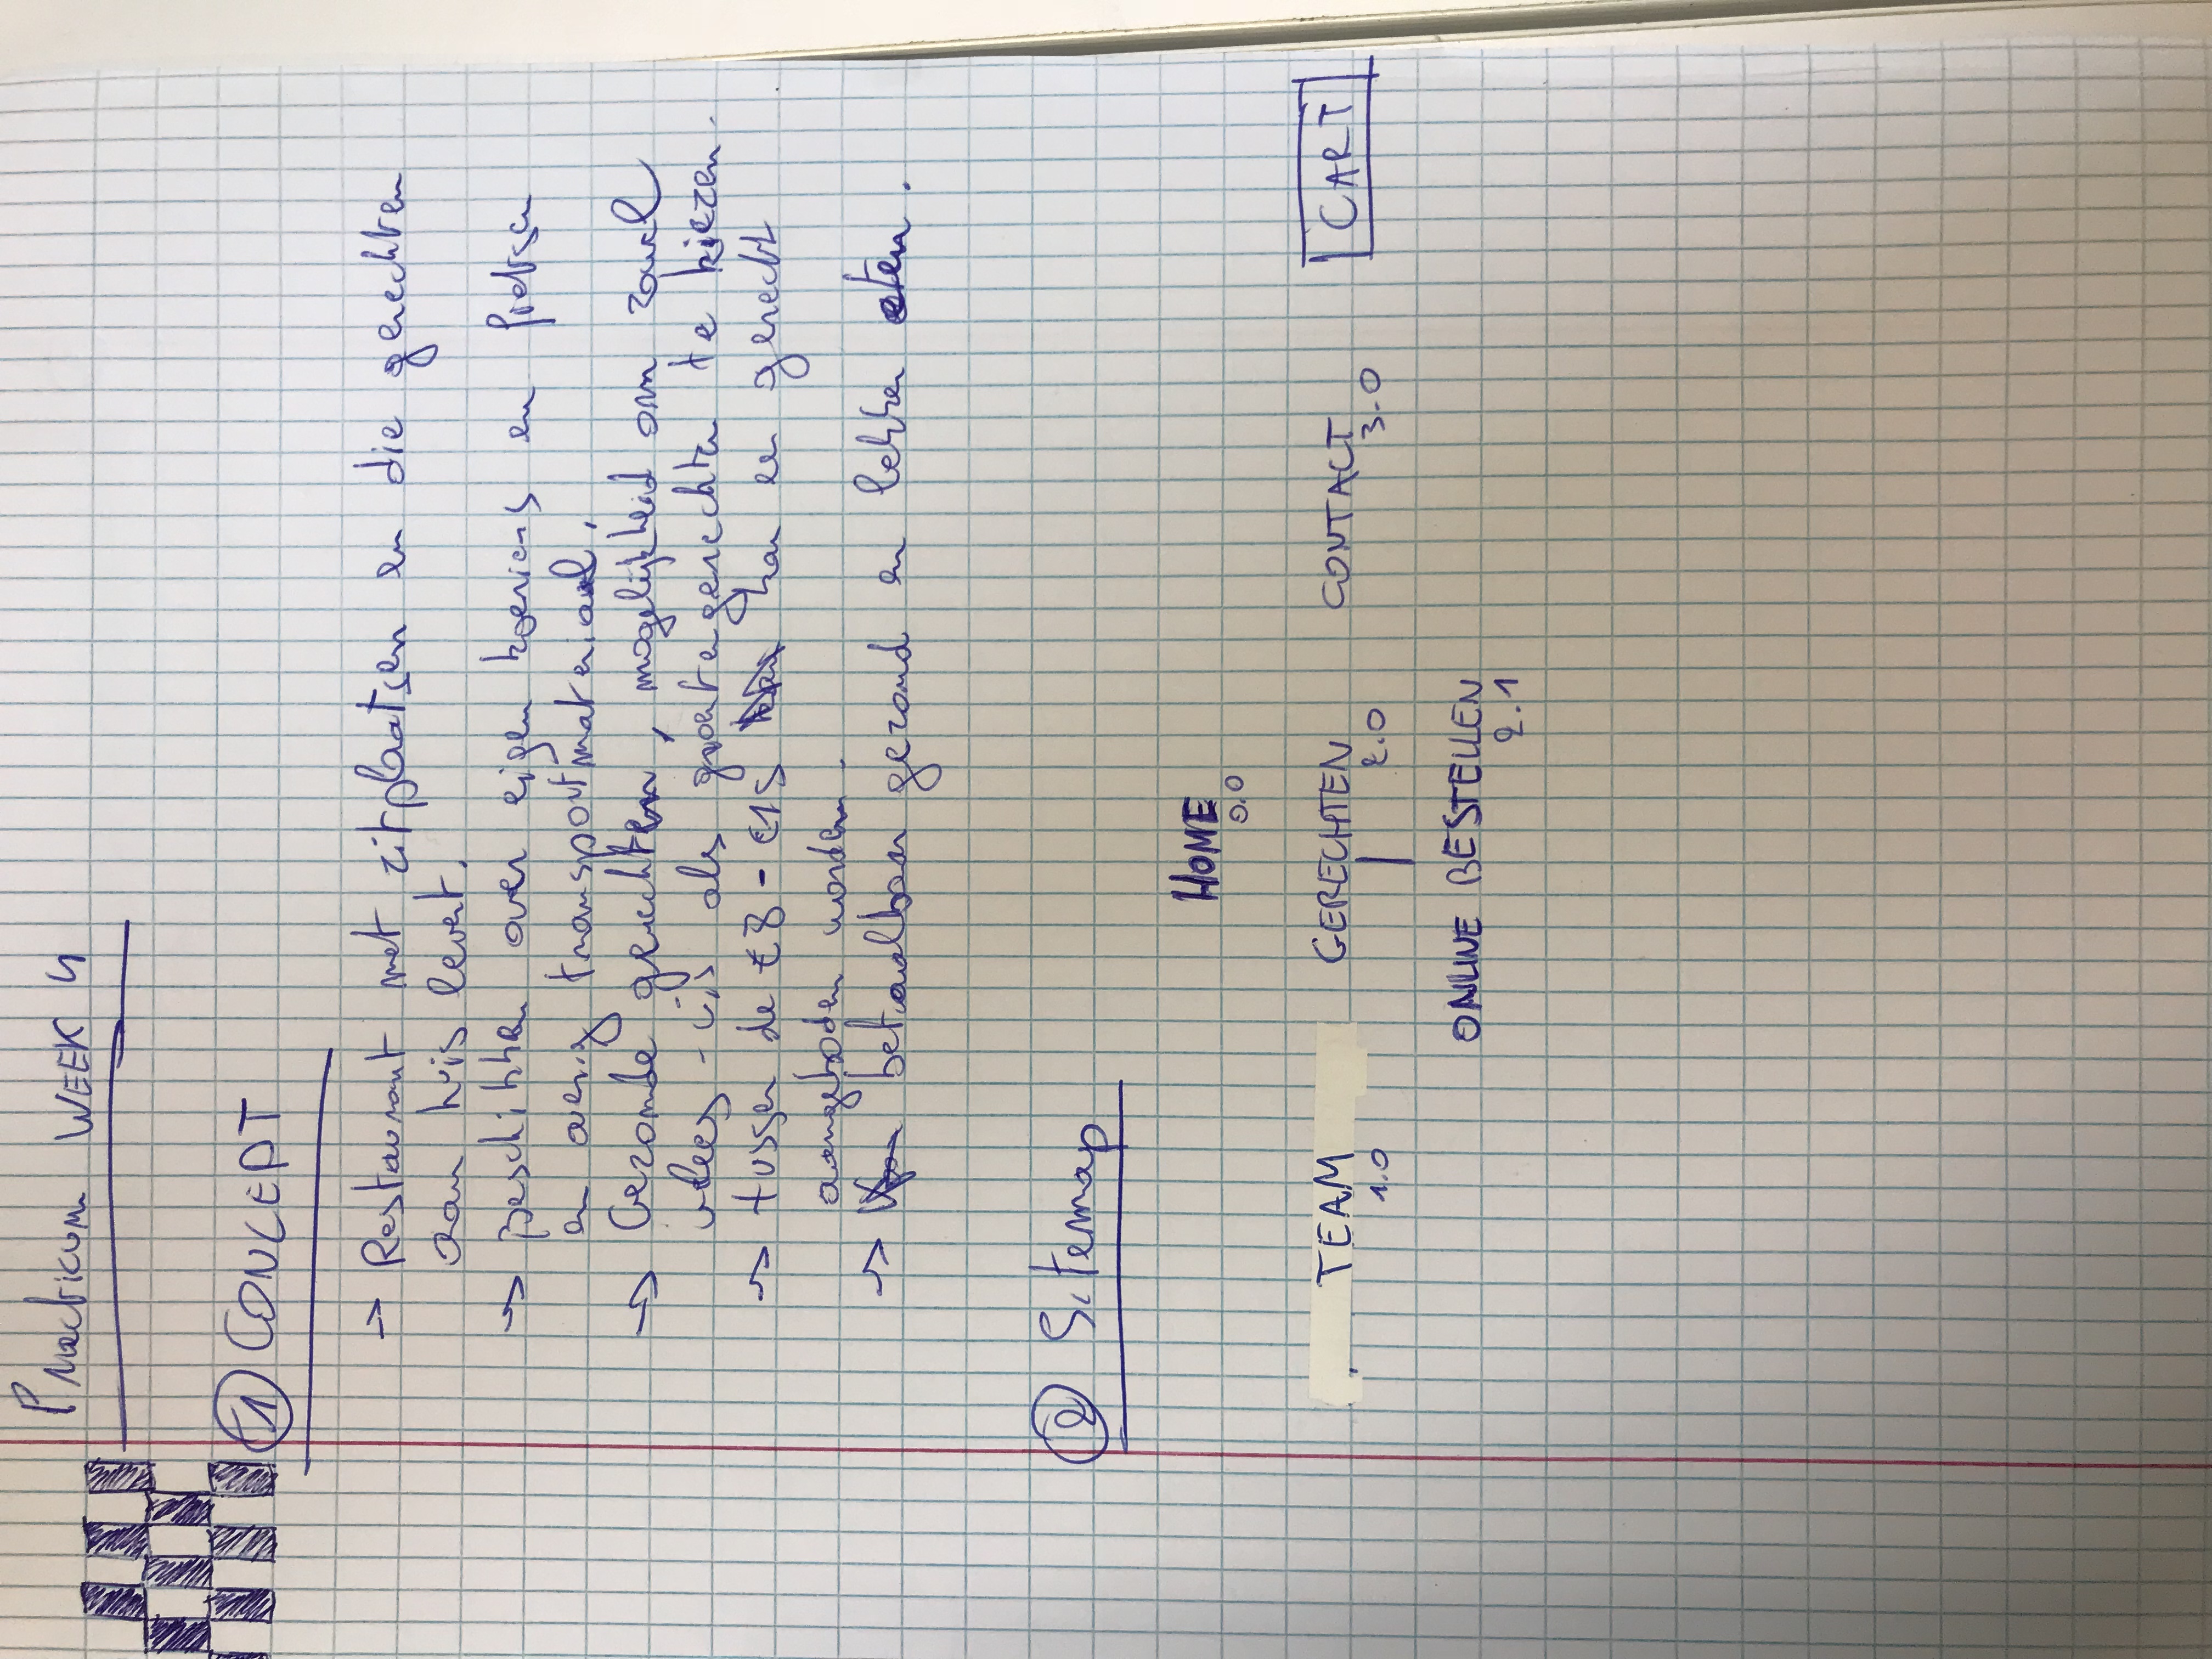 Practicum WEEK 4
1 CONCEPT
→ Restaurant met zitplaatsen en die gerechten
aan huis levert.
→ Beschikken over eigen koeriers en fietsen
en overig transportmateriaal.
→ Gezonde gerechten, mogelijkheid om zowel
vlees - vis als groentengerechten te kiezen.
→ tussen de €8 - €15 kan een gerecht
aangeboden worden.
→ betaalbaar gezond en lekker eten.
2 Sitemap
HOME
0.0
TEAM GERECHTEN CONTACT CART
1.0 2.0 3.0
ONLINE BESTELLEN
2.1